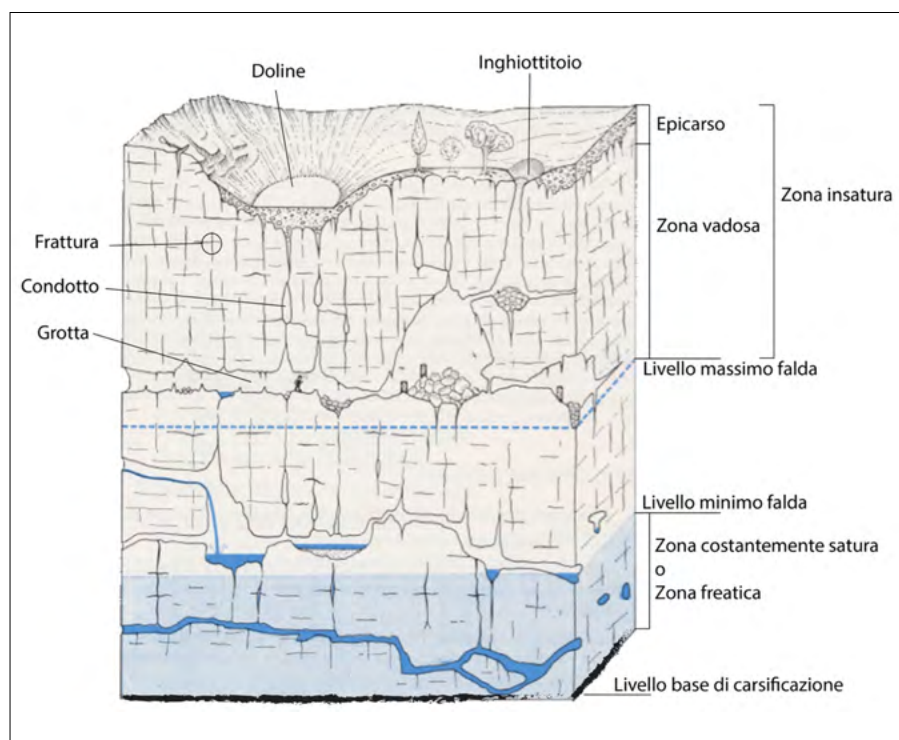 Doline
Inghiottitoio
Epicarso
Zona insatura
Zona vadosa
Frattura
Condotto
Grotta
Livello massimo falda
Livello minimo falda
Zona costantemente satura
o
Zona freatica
Livello base di carsificazione